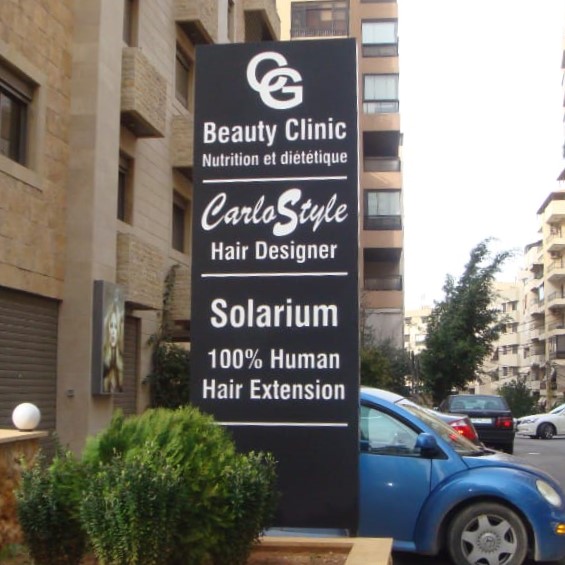 CG
Beauty Clinic
Nutrition et diététique
CarloStyle
Hair Designer
Solarium
100% Human
Hair Extension